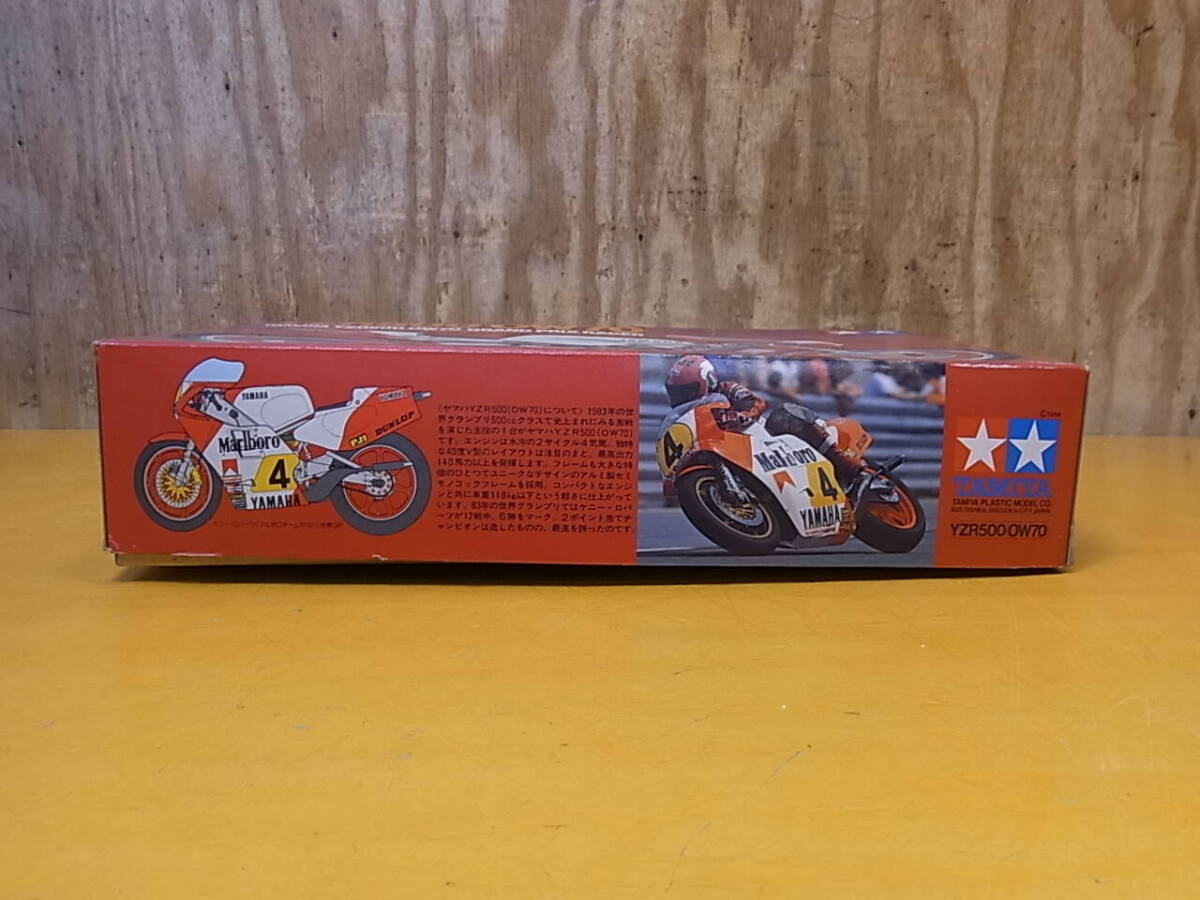 YAMAHA
Marlboro
4
YAMAHA
PJ1
DUNLOP
《ヤマハYZR500(OW70)について》1983年の世
界グランプリ500ccクラスで史上まれにみる激戦
を演じた主役の1台がヤマハYZR500(OW70)
です。エンジンは水冷の2サイクル4気筒、独特
な40度V型のレイアウトは注目のまと。最高出力
140馬力以上を発揮します。フレームも大きな特
徴のひとつでユニークなデザインのアルミ製セミ
モノコックフレームを採用、コンパクトなエンジ
ンと共に車重118kg以下という軽さに仕上がって
います。83年の世界グランプリではケニー・ロバ
ーツが12戦中、6勝をマーク。2ポイント差でチ
ャンピオンは逸したものの、最速を誇ったのです。
4
Marlboro
4
YAMAHA
C1984
TAMIYA
TAMIYA PLASTIC MODEL CO.
628, OSHIKA, SHIZUOKA CITY, JAPAN.
YZR500 OW70